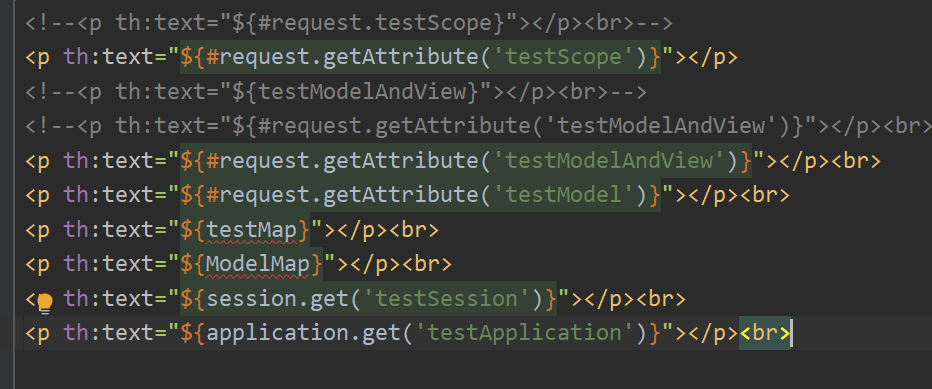 <!--<p th:text="${#request.testScope}"></p><br>-->
<p th:text="${#request.getAttribute('testScope')}"></p>
<!--<p th:text="${testModelAndView}"></p><br>-->
<!--<p th:text="${#request.getAttribute('testModelAndView')}"></p><br>
<p th:text="${#request.getAttribute('testModelAndView')}"></p><br>
<p th:text="${#request.getAttribute('testModel')}"></p><br>
<p th:text="${testMap}"></p><br>
<p th:text="${ModelMap}"></p><br>
< th:text="${session.get('testSession')}"></p><br>
<p th:text="${application.get('testApplication')}"></p><br>